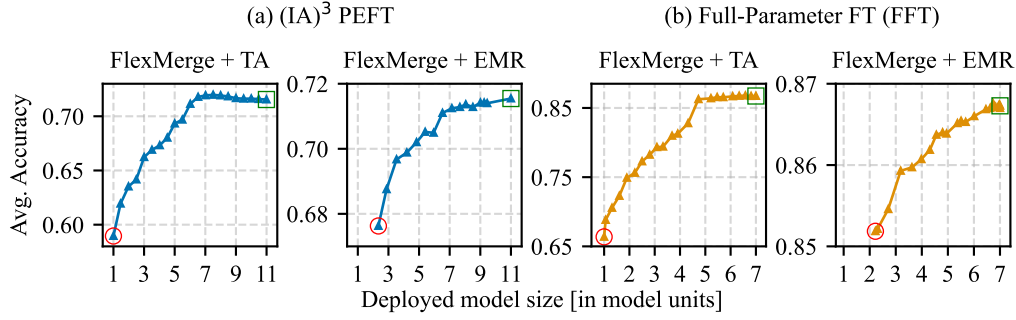 (a) (IA)³ PEFT
(b) Full-Parameter FT (FFT)
FlexMerge + TA
FlexMerge + EMR
FlexMerge + TA
FlexMerge + EMR
Avg. Accuracy
0.70
0.65
0.60
1 3 5 7 9 11
0.72
0.70
0.68
1 3 5 7 9 11
0.85
0.75
0.65
1 2 3 4 5 6 7
0.87
0.86
0.85
1 2 3 4 5 6 7
Deployed model size [in model units]